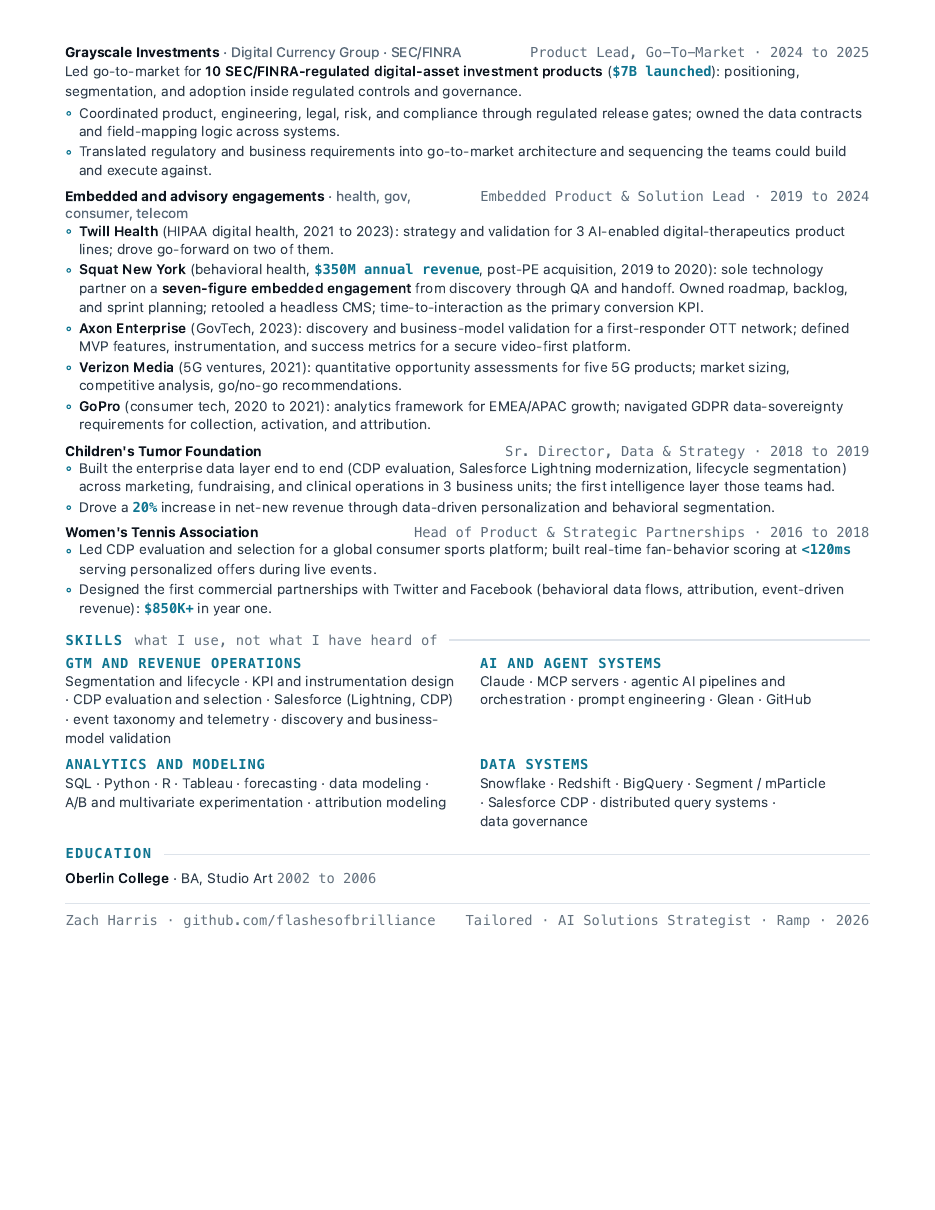 Grayscale Investments · Digital Currency Group · SEC/FINRA Product Lead, Go–To–Market · 2024 to 2025
Led go-to-market for 10 SEC/FINRA-regulated digital-asset investment products ($7B launched): positioning,
segmentation, and adoption inside regulated controls and governance.
Coordinated product, engineering, legal, risk, and compliance through regulated release gates; owned the data contracts
and field-mapping logic across systems.
Translated regulatory and business requirements into go-to-market architecture and sequencing the teams could build
and execute against.
Embedded and advisory engagements · health, gov, Embedded Product & Solution Lead · 2019 to 2024
consumer, telecom
Twill Health (HIPAA digital health, 2021 to 2023): strategy and validation for 3 AI-enabled digital-therapeutics product
lines; drove go-forward on two of them.
Squat New York (behavioral health, $350M annual revenue, post-PE acquisition, 2019 to 2020): sole technology
partner on a seven-figure embedded engagement from discovery through QA and handoff. Owned roadmap, backlog,
and sprint planning; retooled a headless CMS; time-to-interaction as the primary conversion KPI.
Axon Enterprise (GovTech, 2023): discovery and business-model validation for a first-responder OTT network; defined
MVP features, instrumentation, and success metrics for a secure video-first platform.
Verizon Media (5G ventures, 2021): quantitative opportunity assessments for five 5G products; market sizing,
competitive analysis, go/no-go recommendations.
GoPro (consumer tech, 2020 to 2021): analytics framework for EMEA/APAC growth; navigated GDPR data-sovereignty
requirements for collection, activation, and attribution.
Children's Tumor Foundation Sr. Director, Data & Strategy · 2018 to 2019
Built the enterprise data layer end to end (CDP evaluation, Salesforce Lightning modernization, lifecycle segmentation)
across marketing, fundraising, and clinical operations in 3 business units; the first intelligence layer those teams had.
Drove a 20% increase in net-new revenue through data-driven personalization and behavioral segmentation.
Women's Tennis Association Head of Product & Strategic Partnerships · 2016 to 2018
Led CDP evaluation and selection for a global consumer sports platform; built real-time fan-behavior scoring at <120ms
serving personalized offers during live events.
Designed the first commercial partnerships with Twitter and Facebook (behavioral data flows, attribution, event-driven
revenue): $850K+ in year one.
SKILLS what I use, not what I have heard of
GTM AND REVENUE OPERATIONS
Segmentation and lifecycle · KPI and instrumentation design
· CDP evaluation and selection · Salesforce (Lightning, CDP)
· event taxonomy and telemetry · discovery and business-
model validation
AI AND AGENT SYSTEMS
Claude · MCP servers · agentic AI pipelines and
orchestration · prompt engineering · Glean · GitHub
ANALYTICS AND MODELING
SQL · Python · R · Tableau · forecasting · data modeling ·
A/B and multivariate experimentation · attribution modeling
DATA SYSTEMS
Snowflake · Redshift · BigQuery · Segment / mParticle
· Salesforce CDP · distributed query systems ·
data governance
EDUCATION
Oberlin College · BA, Studio Art 2002 to 2006
Zach Harris · github.com/flashesofbrilliance Tailored · AI Solutions Strategist · Ramp · 2026